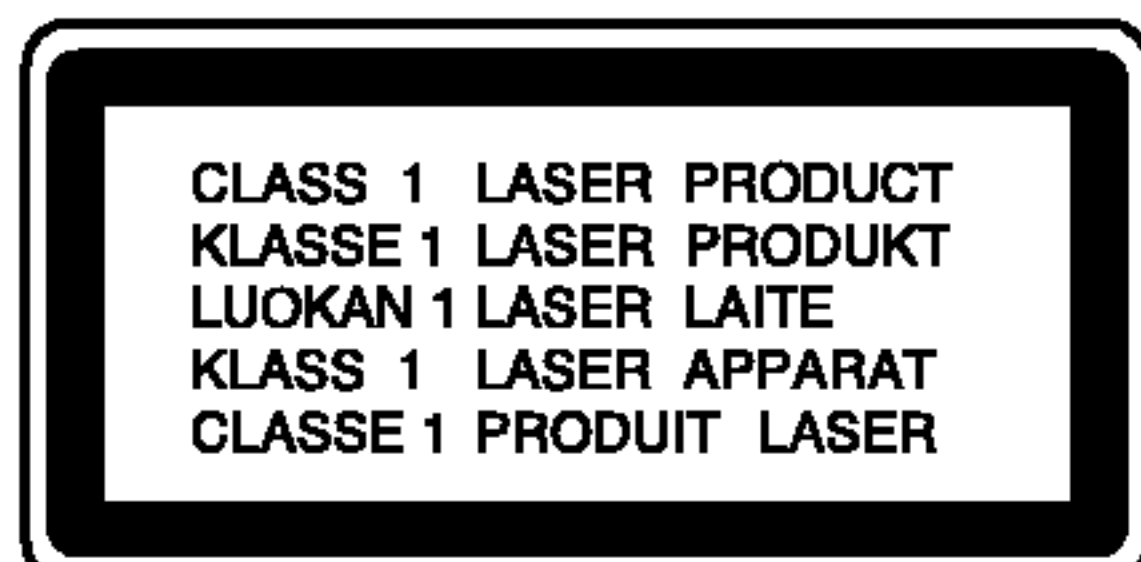 CLASS 1 LASER PRODUCT
KLASSE 1 LASER PRODUKT
LUOKAN 1 LASER LAITE
KLASS 1 LASER APPARAT
CLASSE 1 PRODUIT LASER